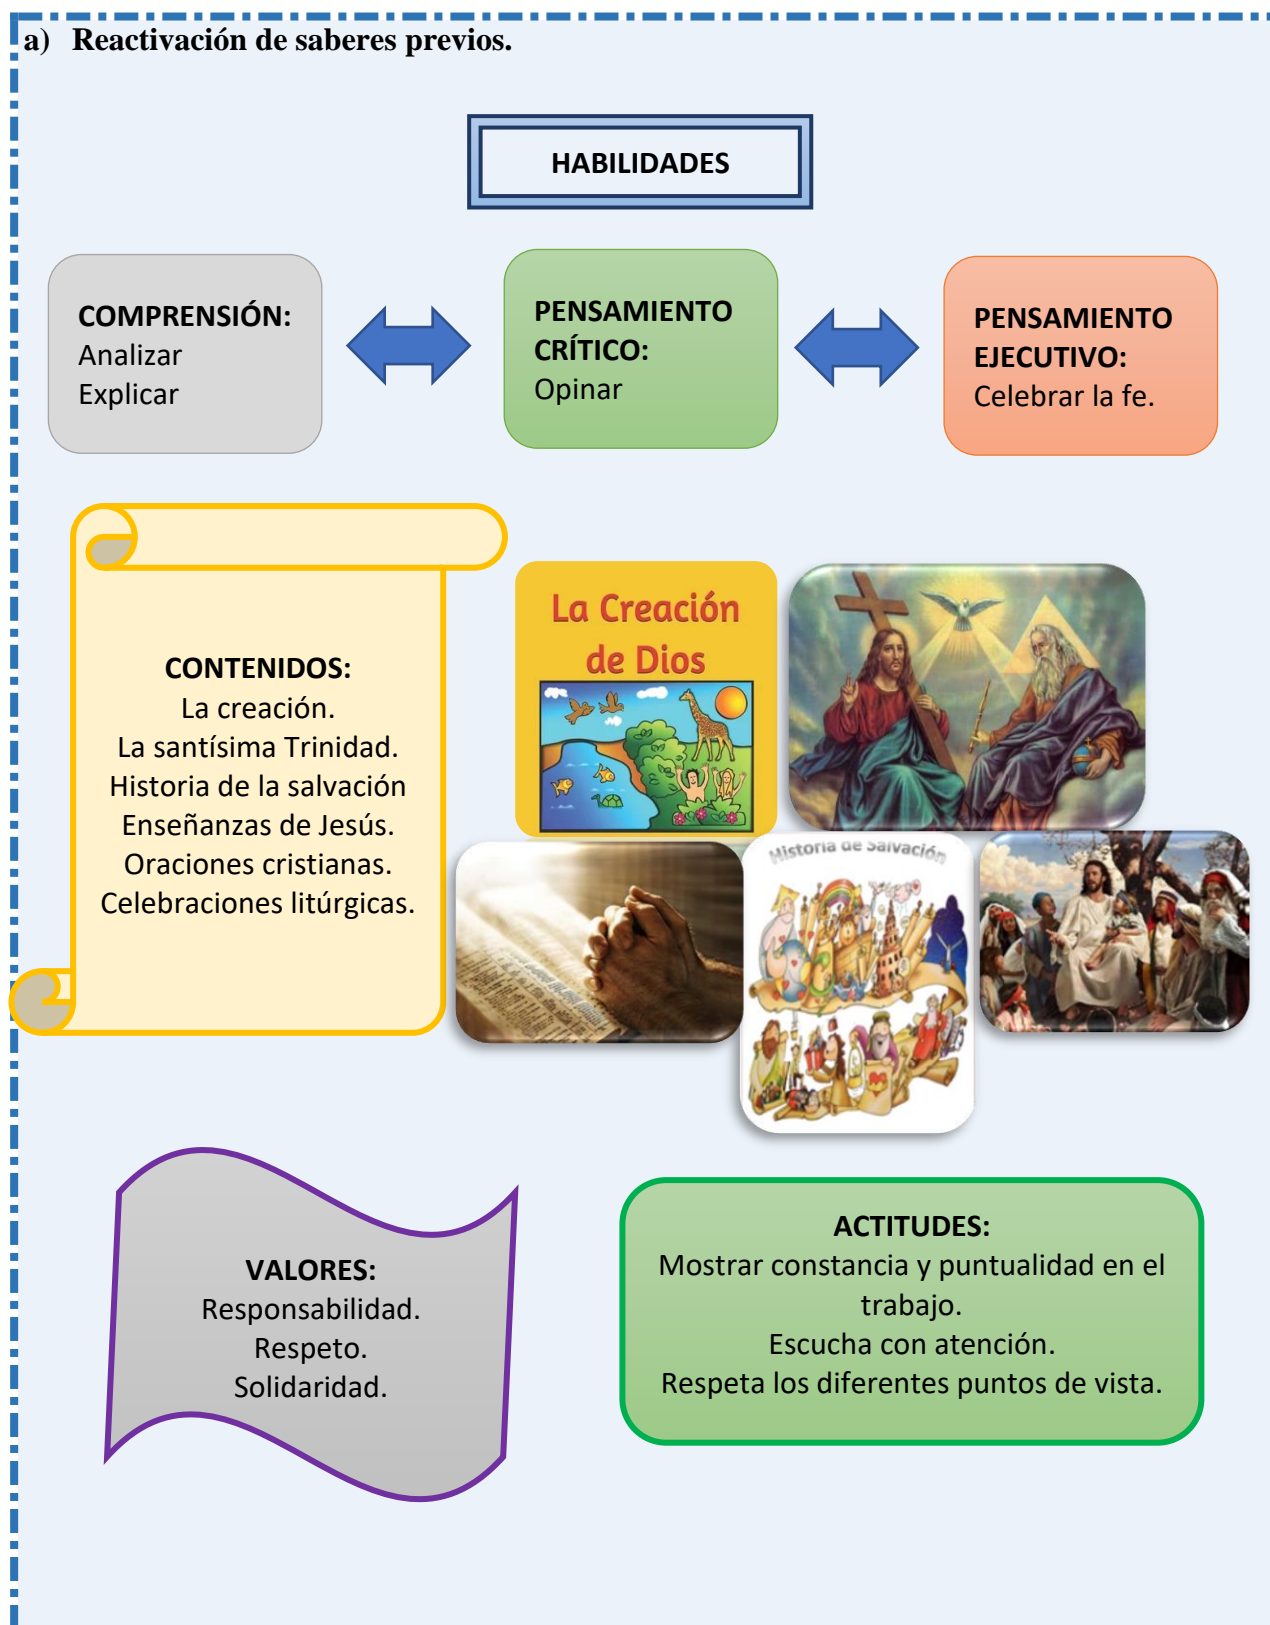 a) Reactivación de saberes previos.
HABILIDADES
COMPRENSIÓN:
Analizar
Explicar
PENSAMIENTO
CRÍTICO:
Opinar
PENSAMIENTO
EJECUTIVO:
Celebrar la fe.
CONTENIDOS:
La creación.
La santísima Trinidad.
Historia de la salvación
Enseñanzas de Jesús.
Oraciones cristianas.
Celebraciones litúrgicas.
La Creación
de Dios
Historia de Salvación
VALORES:
Responsabilidad.
Respeto.
Solidaridad.
ACTITUDES:
Mostrar constancia y puntualidad en el
trabajo.
Escucha con atención.
Respeta los diferentes puntos de vista.